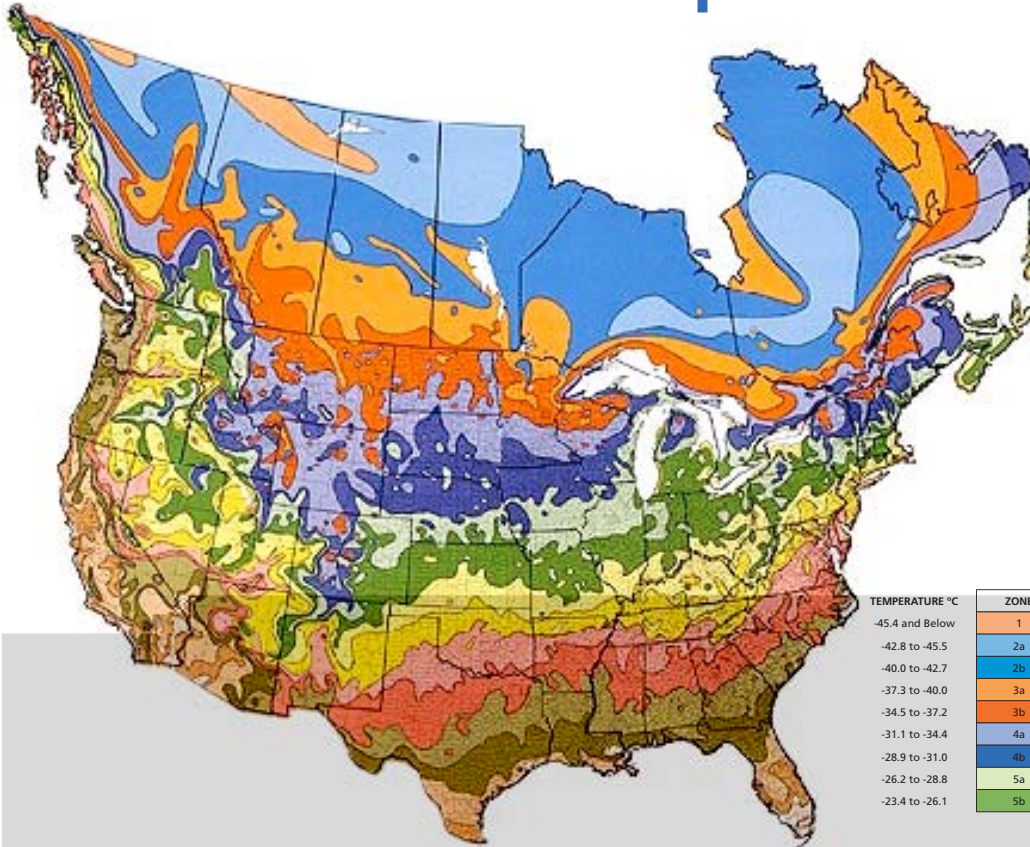 TEMPERATURE °C ZONE
-45.4 and Below 1
-42.8 to -45.5 2a
-40.0 to -42.7 2b
-37.3 to -40.0 3a
-34.5 to -37.2 3b
-31.1 to -34.4 4a
-28.9 to -31.0 4b
-26.2 to -28.8 5a
-23.4 to -26.1 5b